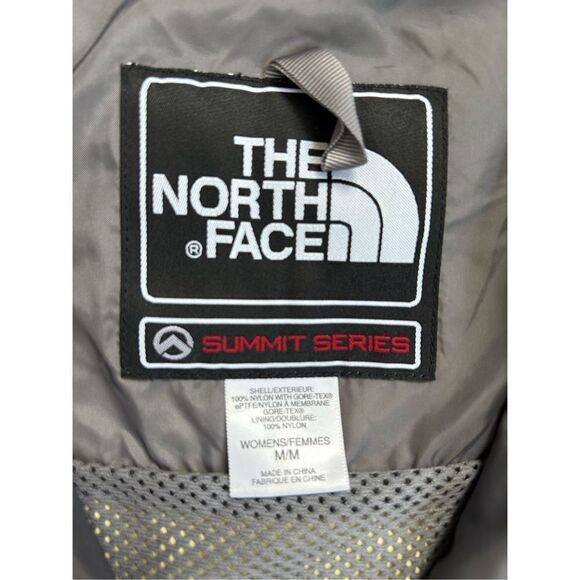 THE
NORTH
® FACE
SUMMIT SERIES
SHELL/EXTERIEUR:
100% NYLON WITH GORE-TEX®
ePTFE/NYLON À MEMBRANE
GORE-TEX®
LINING/DOUBLURE:
100% NYLON
WOMENS/FEMMES
M/M
MADE IN CHINA
FABRIQUE EN CHINE